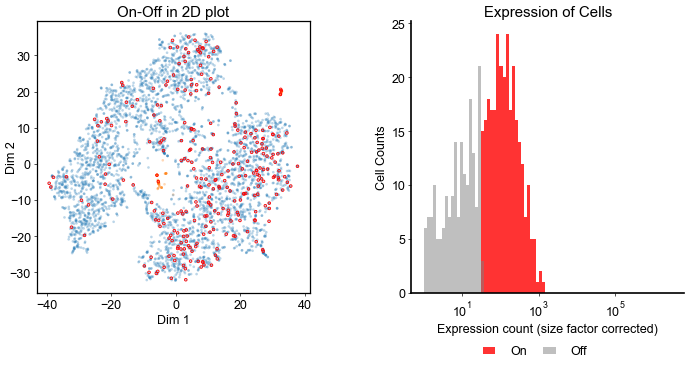 On-Off in 2D plot
Expression of Cells
30
20
10
0
−10
−20
−30
Dim 2
−40
−20
0
20
40
Dim 1
25
20
15
10
5
0
Cell Counts
10^1
10^3
10^5
Expression count (size factor corrected)
On
Off